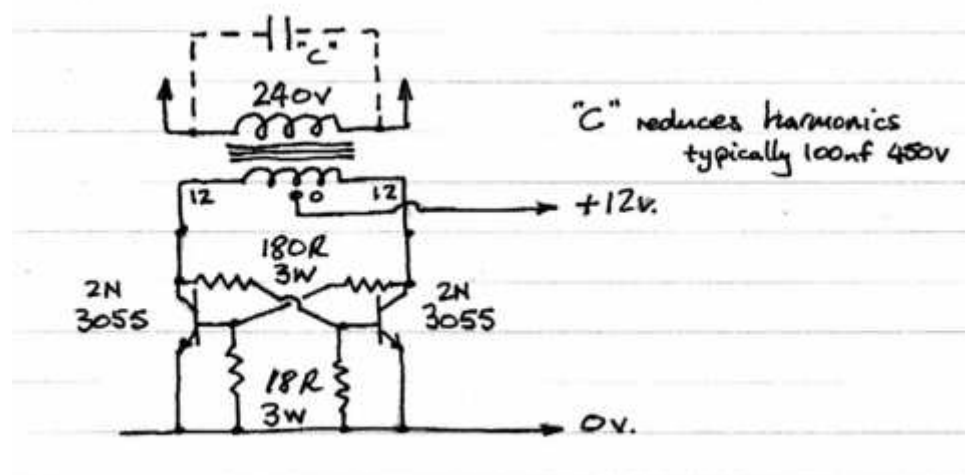 "C"
240v
"C" reduces Harmonics
typically 100nf 450v
12 0 12
+12v.
180R
3W
2N
3055
2N
3055
18R
3W
0v.